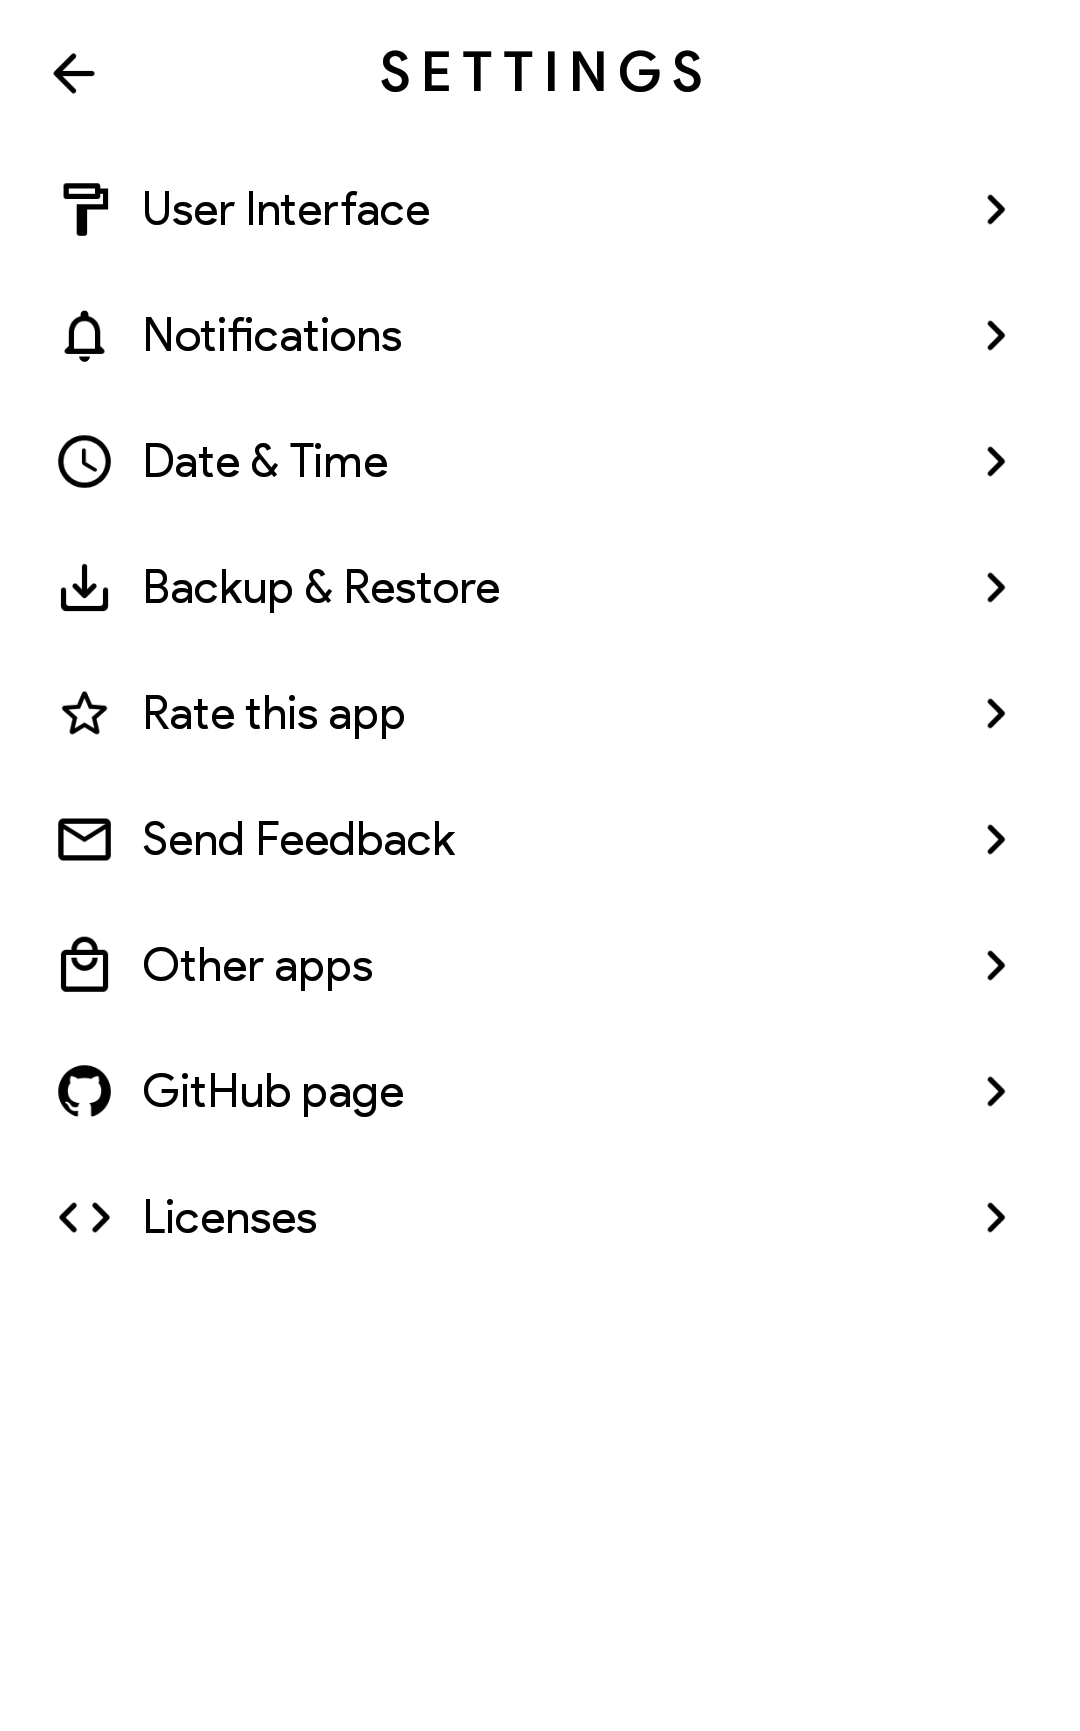 SETTINGS
User Interface
Notifications
Date & Time
Backup & Restore
Rate this app
Send Feedback
Other apps
GitHub page
Licenses